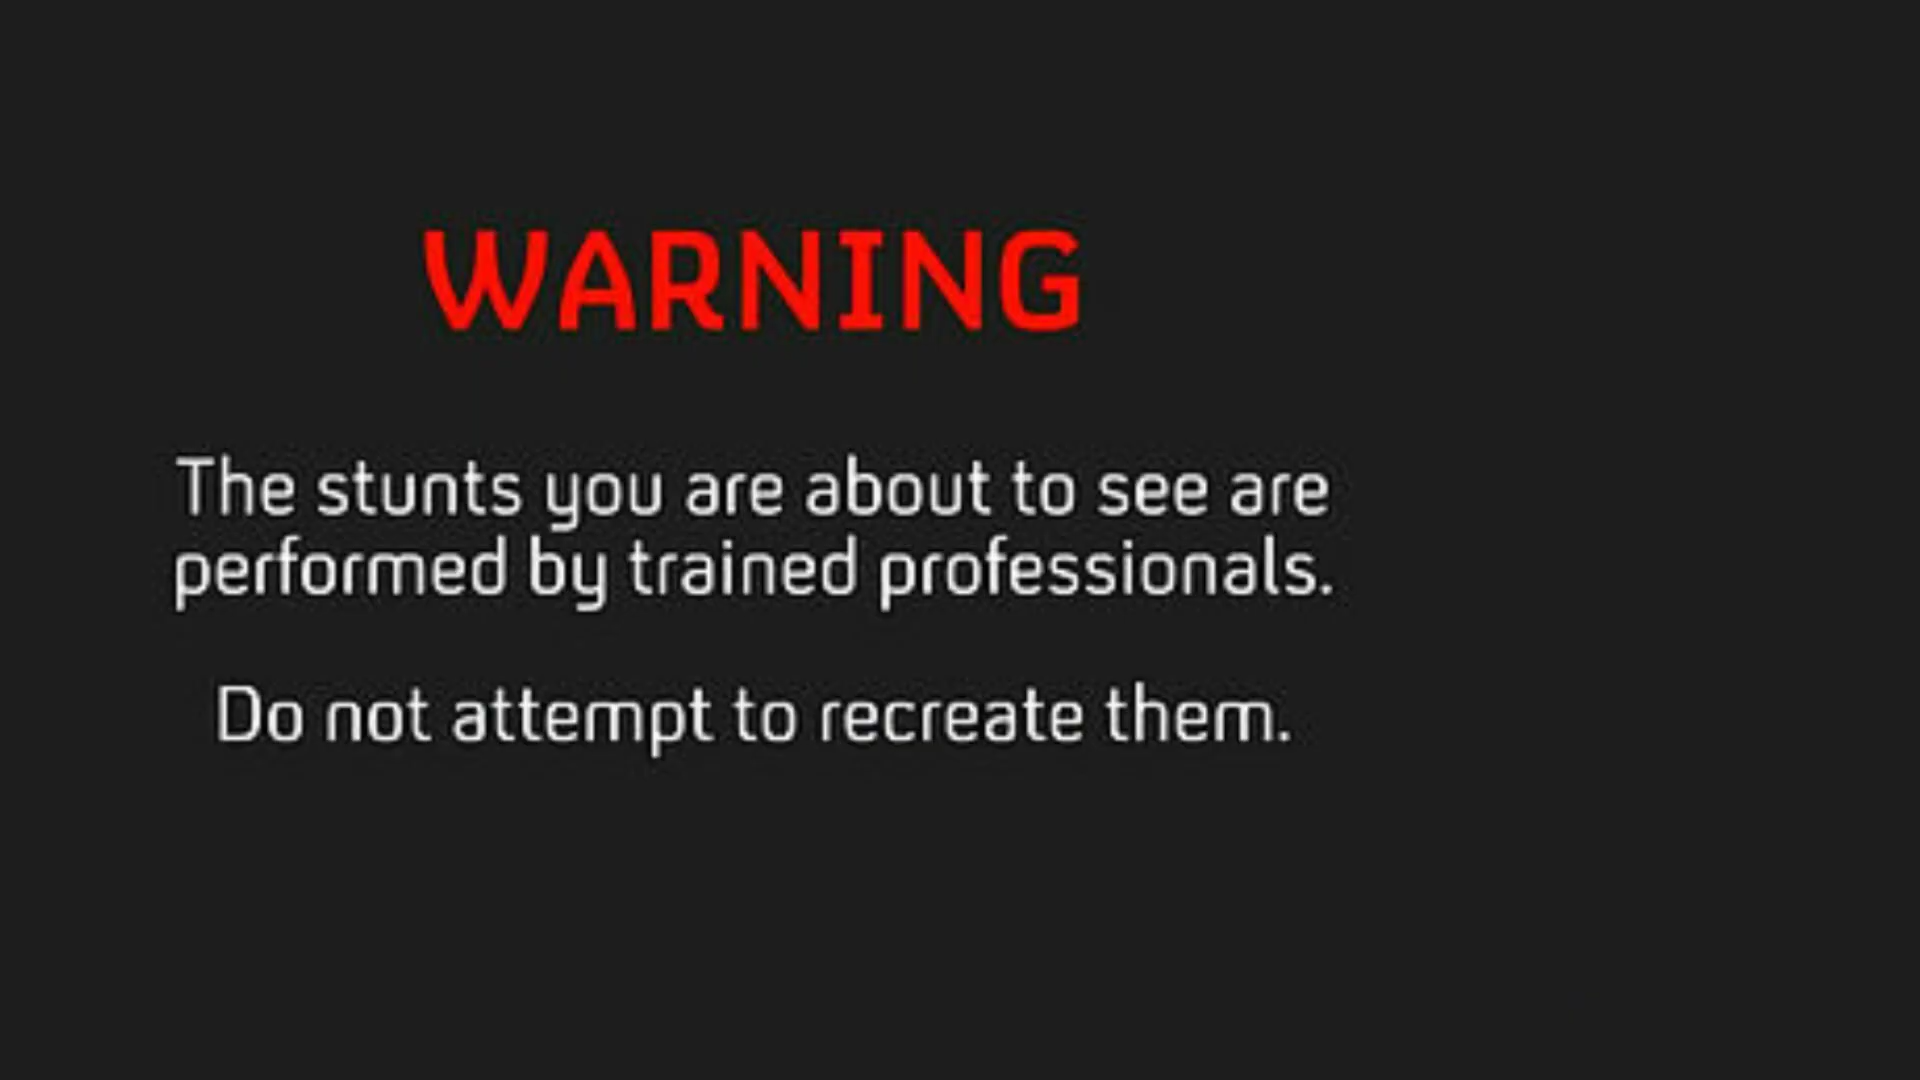 WARNING
The stunts you are about to see are
performed by trained professionals.
Do not attempt to recreate them.